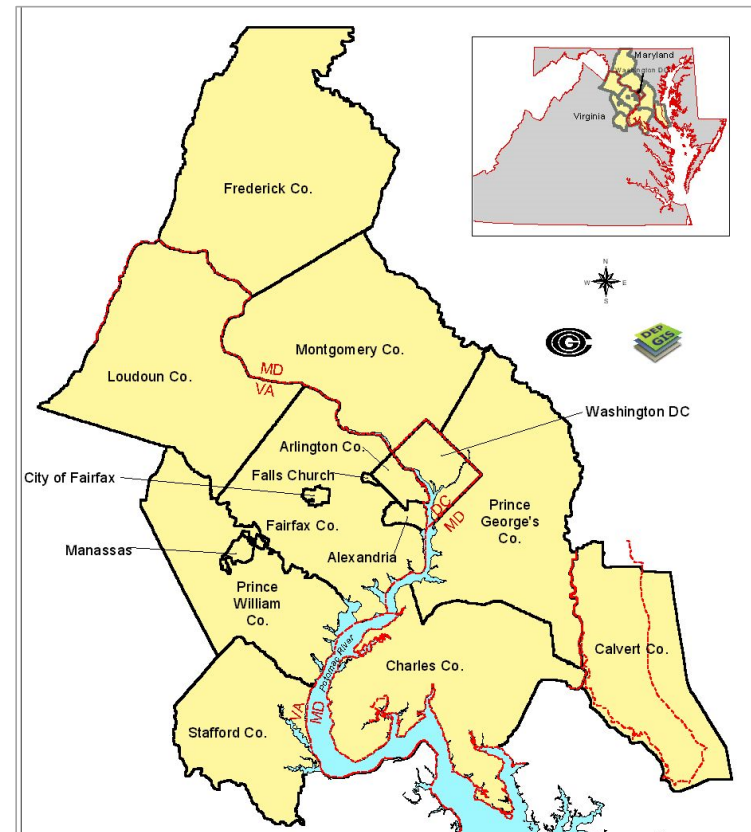 Maryland
Washington DC
Virginia
Frederick Co.
N
W
E
S
DEP
GIS
Montgomery Co.
MD
VA
Loudoun Co.
Washington DC
Arlington Co.
City of Fairfax
Falls Church
DC
MD
Prince
George's
Co.
Fairfax Co.
Manassas
Alexandria
Prince
William
Co.
Calvert Co.
Potomac River
Charles Co.
VA
MD
Stafford Co.